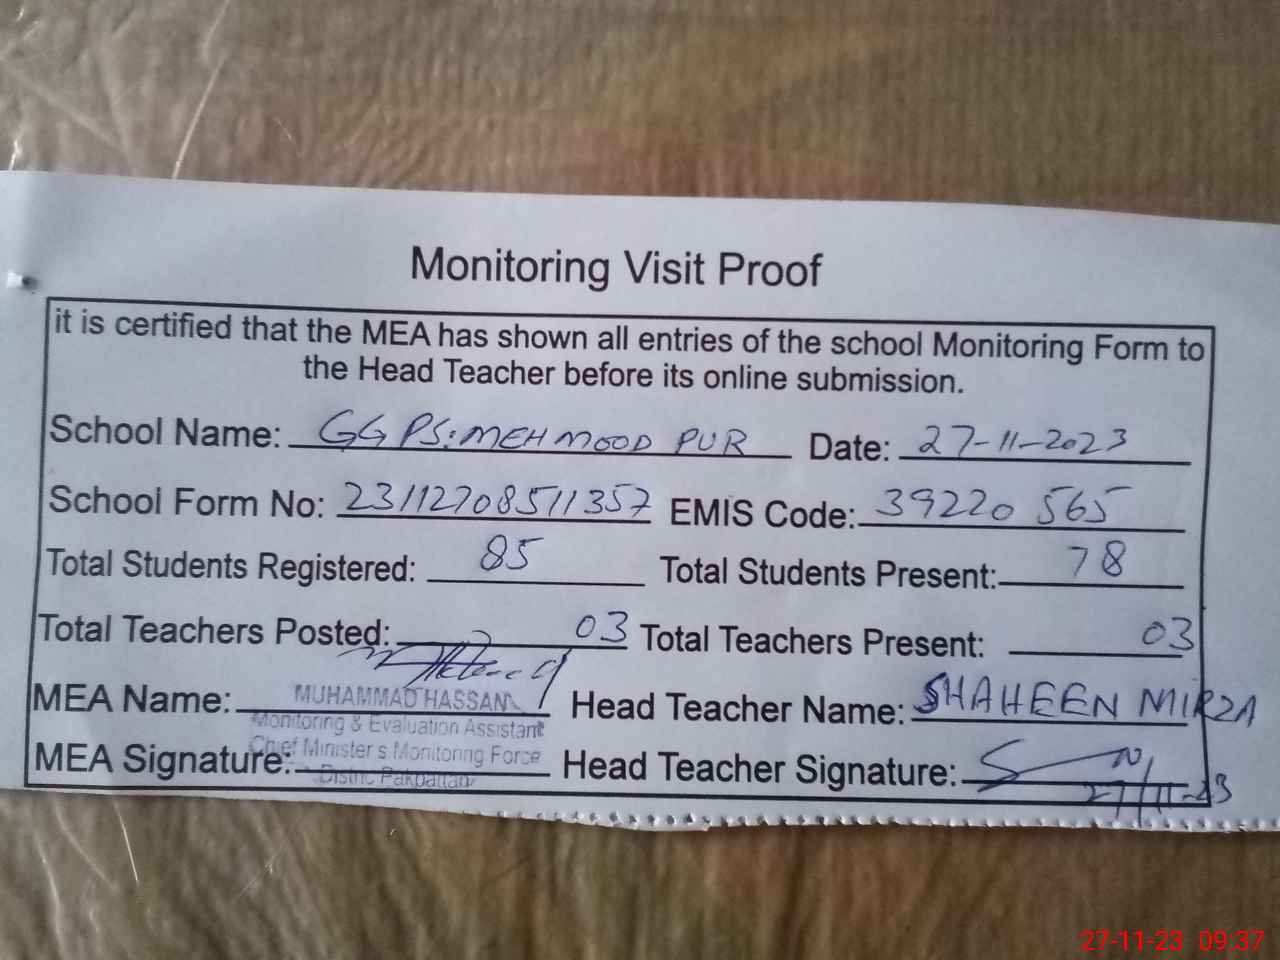 Monitoring Visit Proof
it is certified that the MEA has shown all entries of the school Monitoring Form to
the Head Teacher before its online submission.
School Name: GGPS: MEHMOOD PUR Date: 27-11-2023
School Form No: 23112708511357 EMIS Code: 39220565
Total Students Registered: 85 Total Students Present: 78
Total Teachers Posted: 03 Total Teachers Present: 03
MEA Name: MUHAMMAD HASSAN Head Teacher Name: SHAHEEN MIRZA
Monitoring & Evaluation Assistant
Chief Minister s Monitoring Force
MEA Signature: Head Teacher Signature:
Distric Pakpattan
27/11-23
27-11-23 09:37